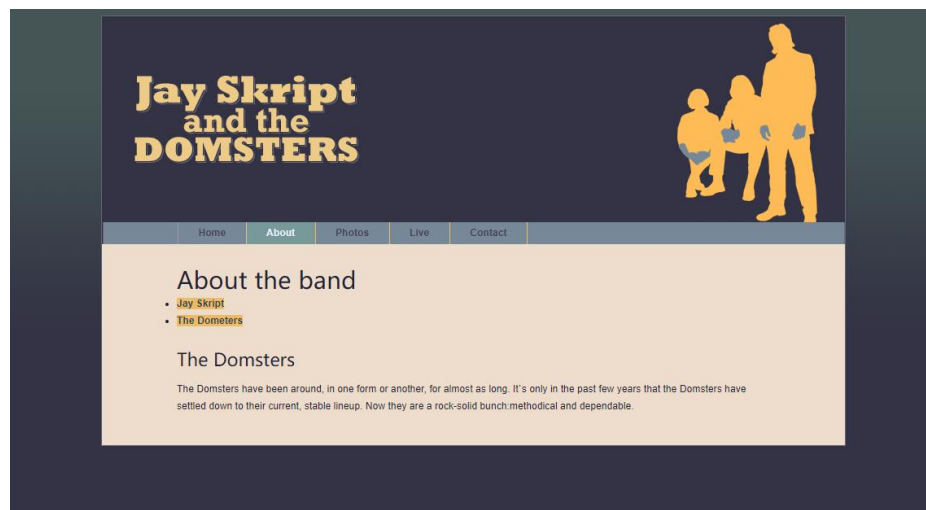 Jay Skript
and the
DOMSTERS
Home About Photos Live Contact
About the band
Jay Skript
The Dometers
The Domsters
The Domsters have been around, in one form or another, for almost as long. It`s only in the past few years that the Domsters have
settled down to their current, stable lineup. Now they are a rock-solid bunch:methodical and dependable.